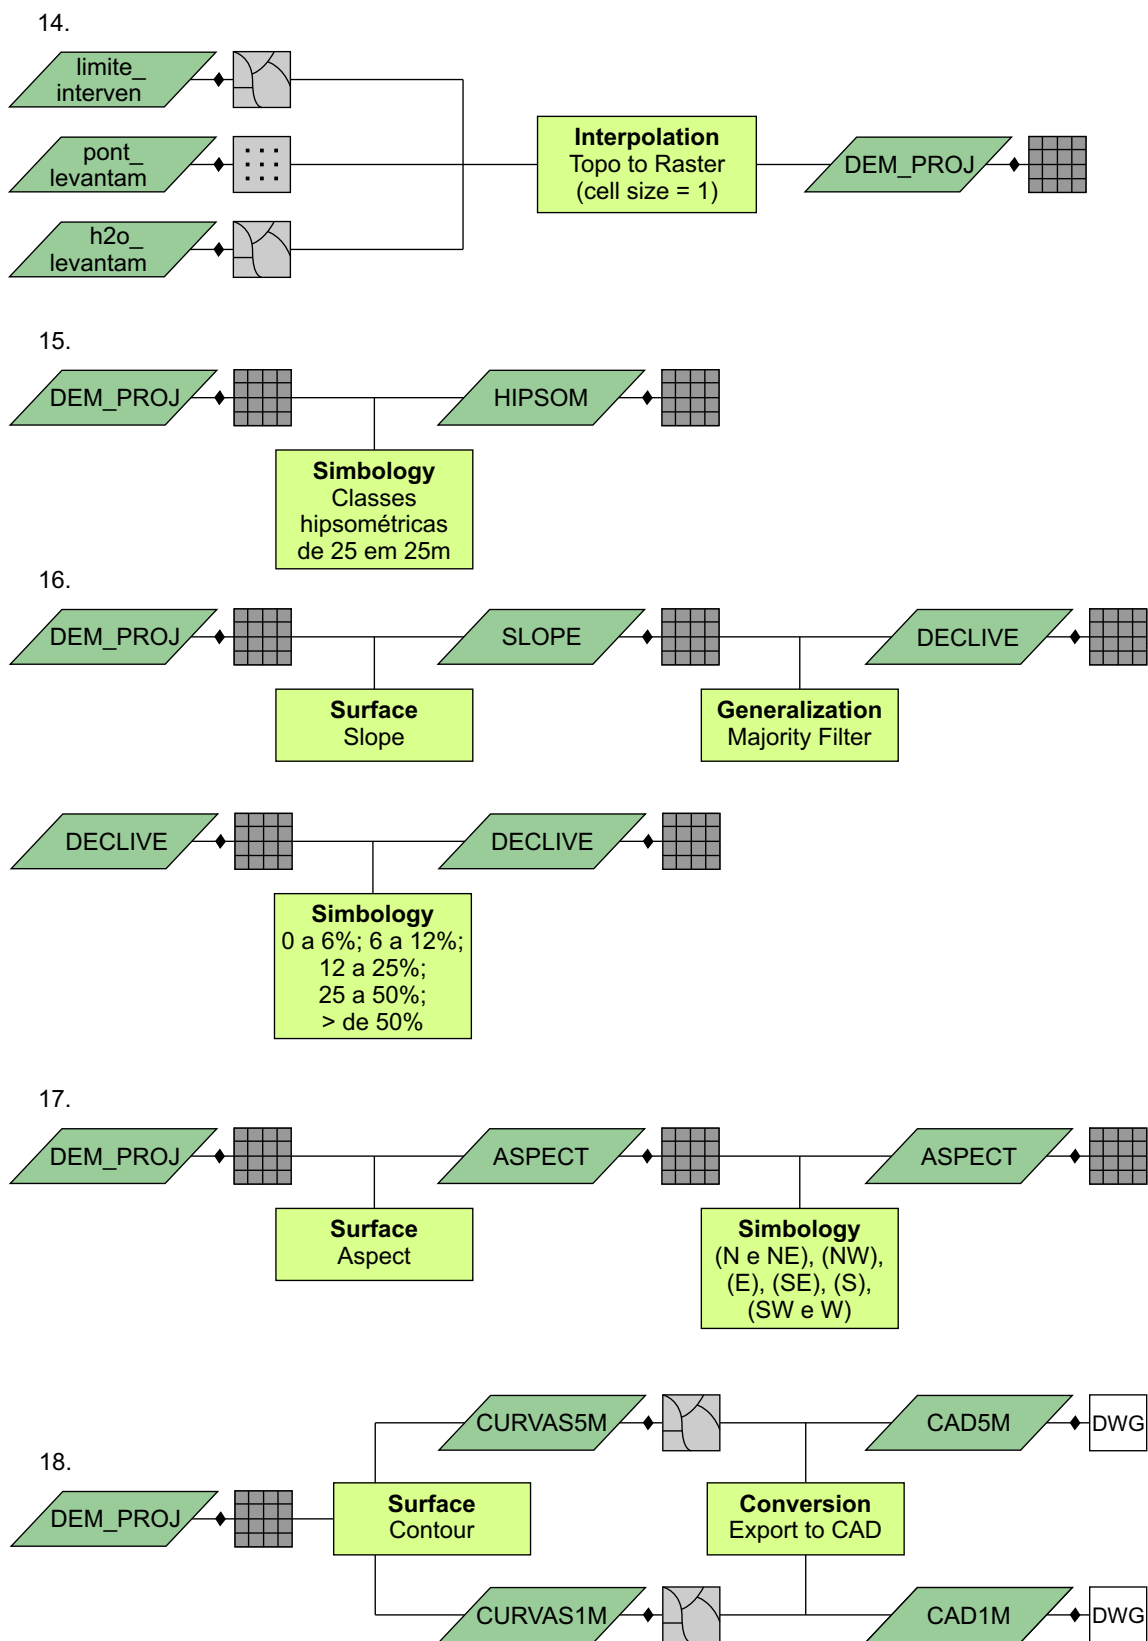 14.
limite_
interven
pont_
levantam
h2o_
levantam
Interpolation
Topo to Raster
(cell size = 1)
DEM_PROJ
15.
DEM_PROJ
HIPSOM
Simbology
Classes
hipsométricas
de 25 em 25m
16.
DEM_PROJ
SLOPE
DECLIVE
Surface
Slope
Generalization
Majority Filter
DECLIVE
DECLIVE
Simbology
0 a 6%; 6 a 12%;
12 a 25%;
25 a 50%;
> de 50%
17.
DEM_PROJ
ASPECT
ASPECT
Surface
Aspect
Simbology
(N e NE), (NW),
(E), (SE), (S),
(SW e W)
18.
CURVAS5M
CAD5M
DWG
DEM_PROJ
Surface
Contour
Conversion
Export to CAD
CURVAS1M
CAD1M
DWG